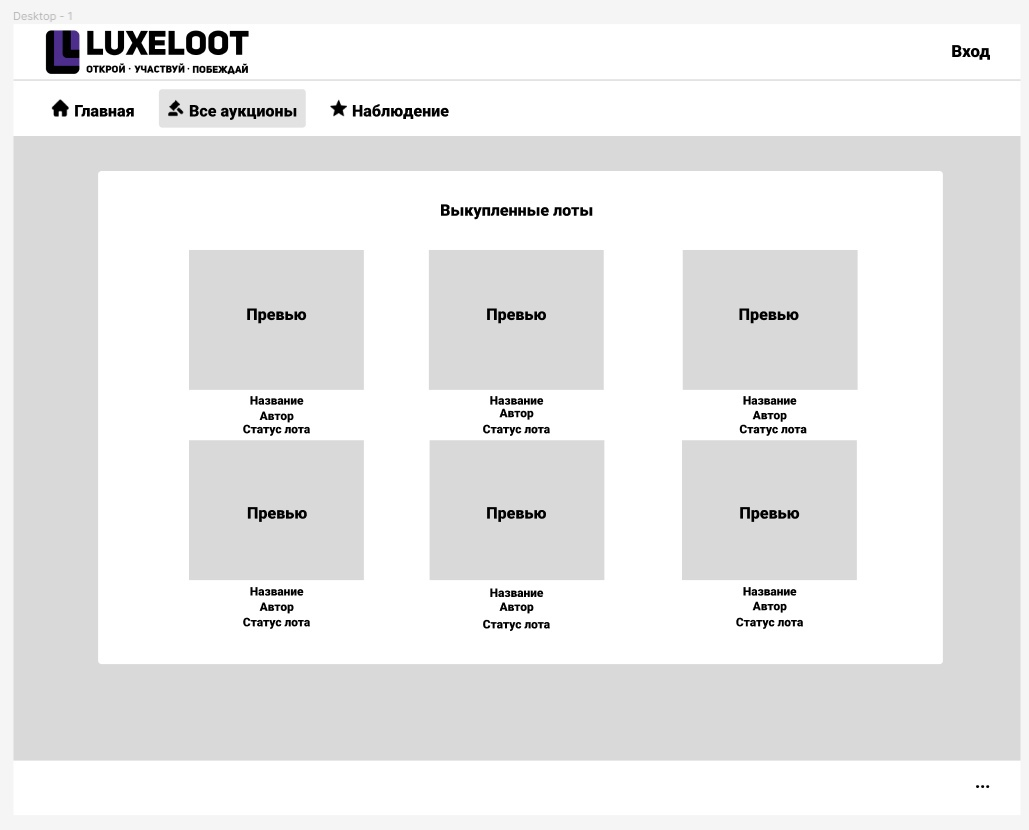 Desktop - 1
LUXELOOT
ОТКРОЙ · УЧАСТВУЙ · ПОБЕЖДАЙ
Вход
Главная
Все аукционы
Наблюдение
Выкупленные лоты
Превью
Превью
Превью
Название
Автор
Статус лота
Название
Автор
Статус лота
Название
Автор
Статус лота
Превью
Превью
Превью
Название
Автор
Статус лота
Название
Автор
Статус лота
Название
Автор
Статус лота
...